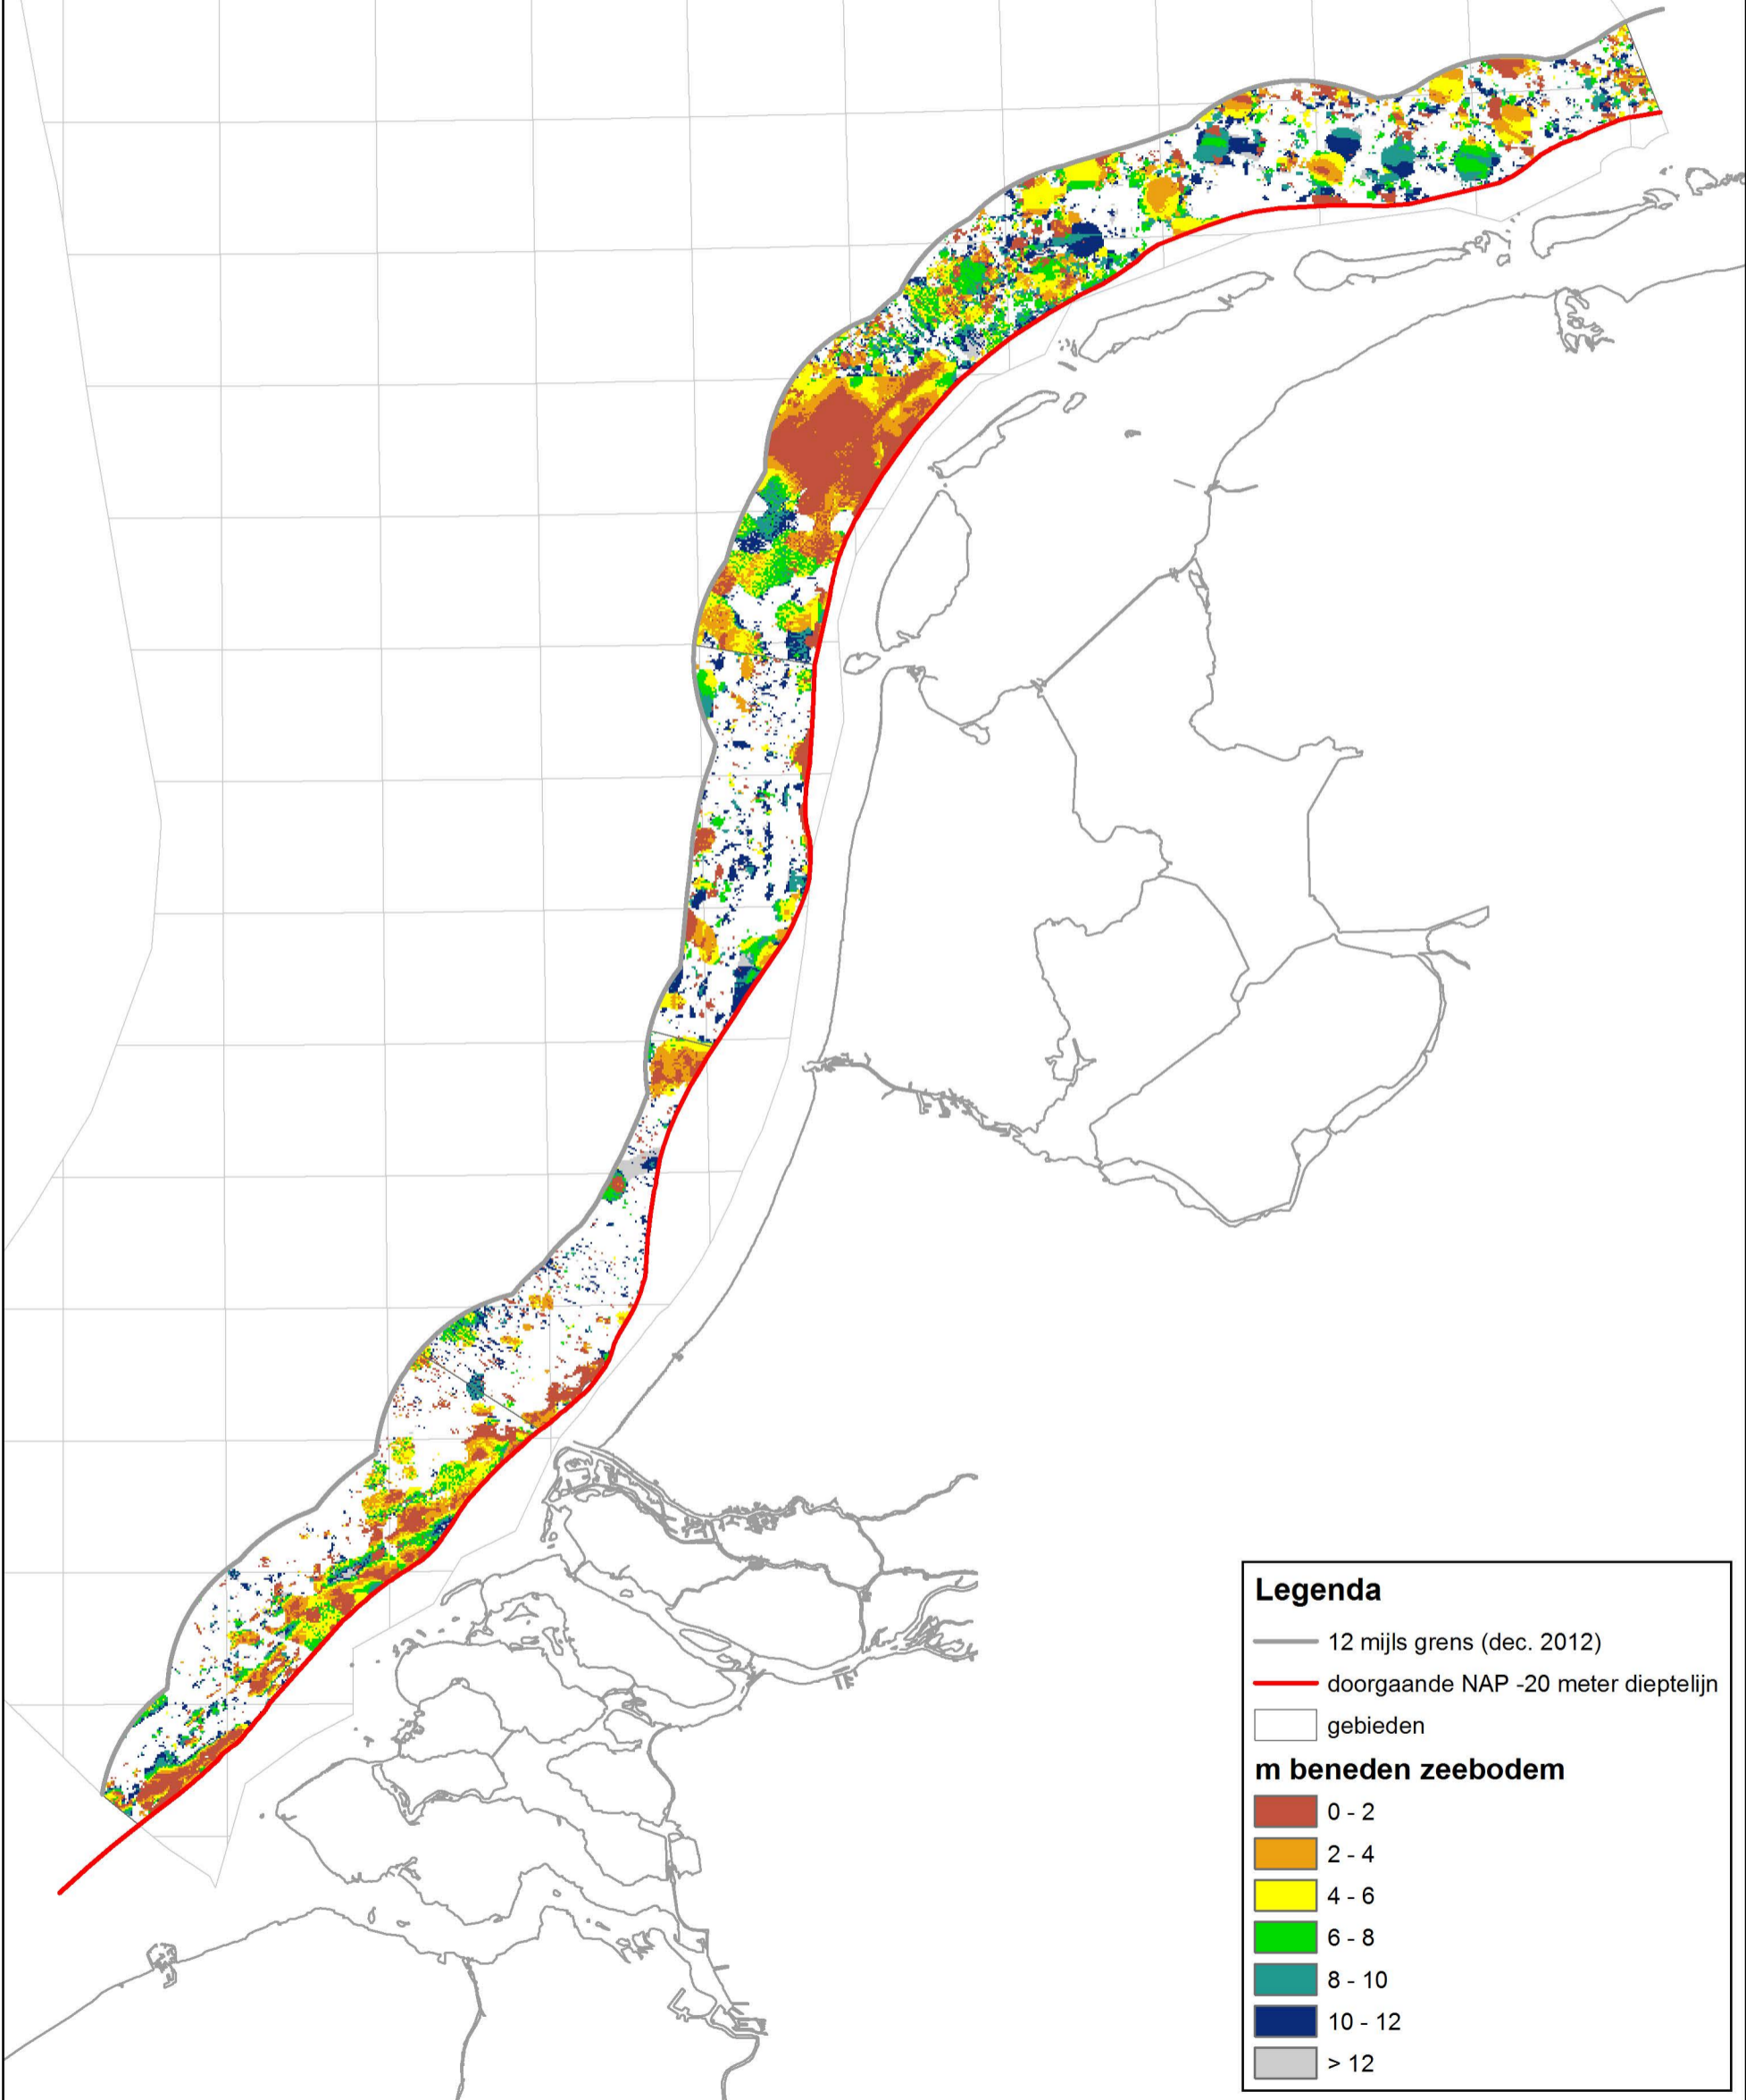 Legenda
12 mijls grens (dec. 2012)
doorgaande NAP -20 meter dieptelijn
gebieden
m beneden zeebodem
0 - 2
2 - 4
4 - 6
6 - 8
8 - 10
10 - 12
> 12